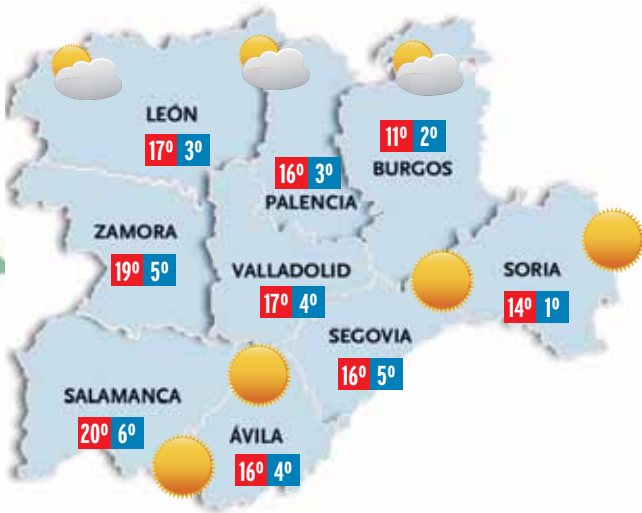 LEÓN
17º 3º
11º 2º
BURGOS
16º 3º
PALENCIA
ZAMORA
19º 5º
VALLADOLID
17º 4º
SORIA
14º 1º
SEGOVIA
16º 5º
SALAMANCA
20º 6º
ÁVILA
16º 4º